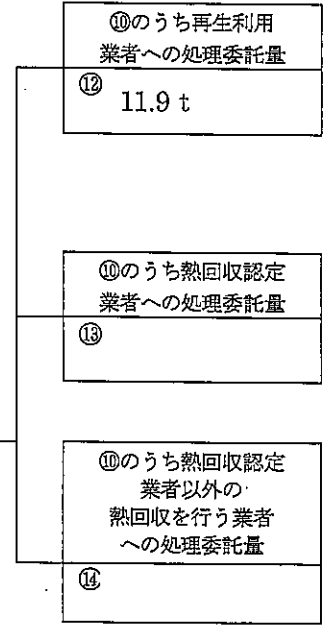 ⑩のうち再生利用
業者への処理委託量
⑫ 11.9 t
⑩のうち熱回収認定
業者への処理委託量
⑬
⑩のうち熱回収認定
業者以外の
熱回収を行う業者
への処理委託量
⑭